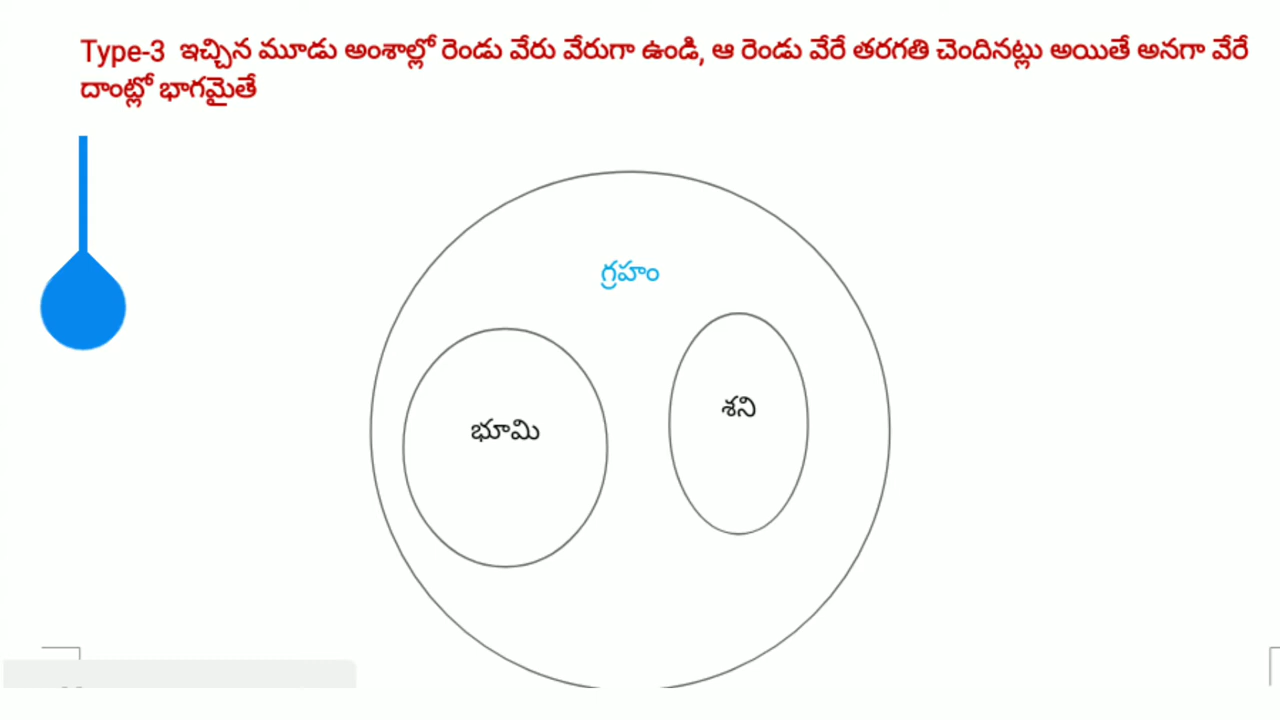 Type-3 ఇచ్చిన మూడు అంశాల్లో రెండు వేరు వేరుగా ఉండి, ఆ రెండు వేరే తరగతి చెందినట్లు అయితే అనగా వేరే
దాంట్లో భాగమైతే
గ్రహం
శని
భూమి